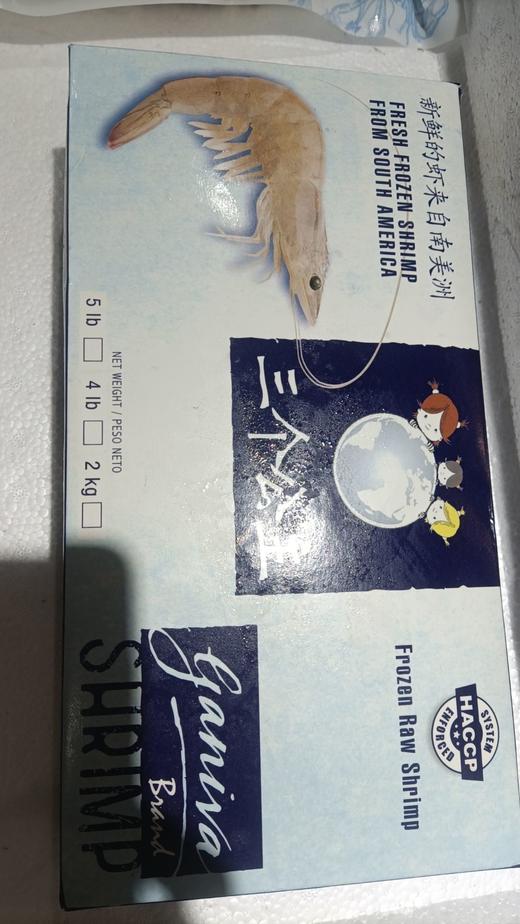 新鲜的虾来自南美洲
FRESH FROZEN SHRIMP
FROM SOUTH AMERICA
三个公主
SYSTEM
HACCP
ENFORCED
Frozen Raw Shrimp
NET WEIGHT / PESO NETO
5 lb 4 lb 2 kg
Ganiva
Brand
SHRIMP